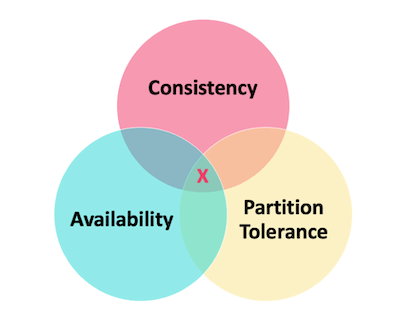 Consistency
X
Availability
Partition
Tolerance